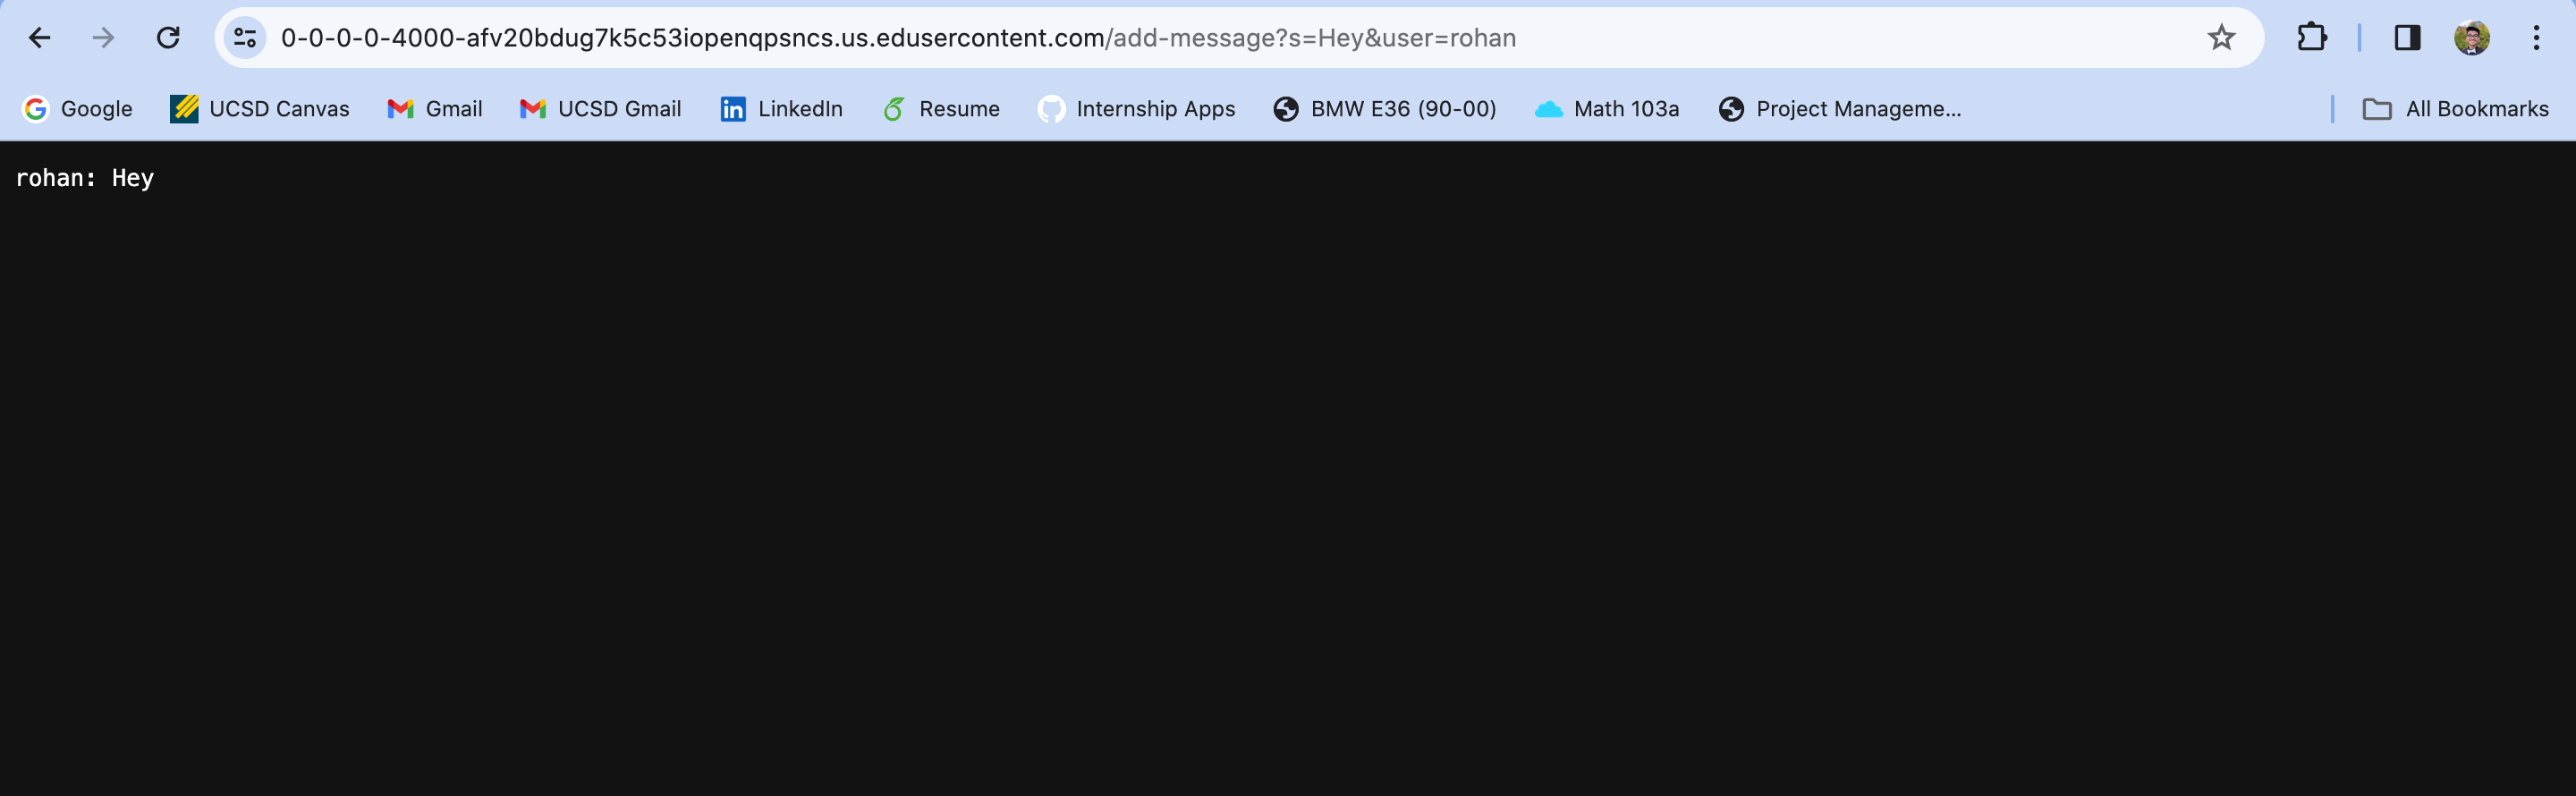 0-0-0-0-4000-afv20bdug7k5c53iopenqpsncs.us.edusercontent.com/add-message?s=Hey&user=rohan
Google UCSD Canvas Gmail UCSD Gmail LinkedIn Resume Internship Apps BMW E36 (90-00) Math 103a Project Manageme... All Bookmarks
rohan: Hey